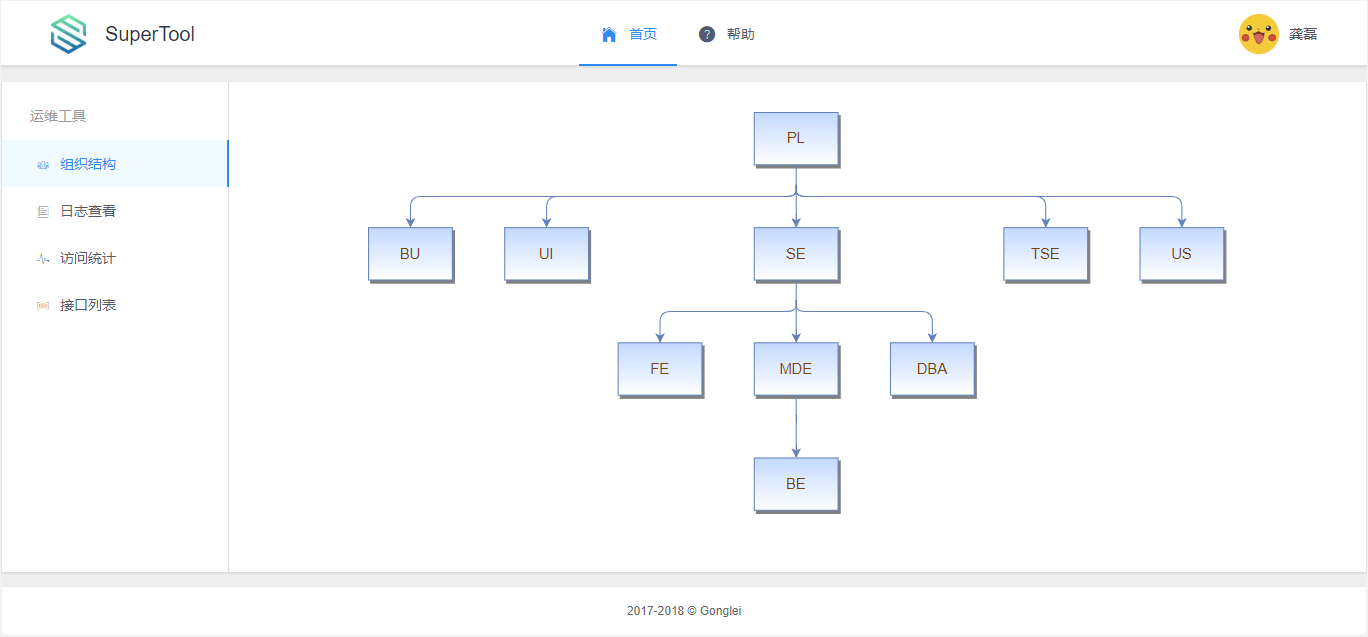 SuperTool
首页
帮助
龚磊
运维工具
组织结构
日志查看
访问统计
接口列表
PL
BU
UI
SE
TSE
US
FE
MDE
DBA
BE
2017-2018 © Gonglei